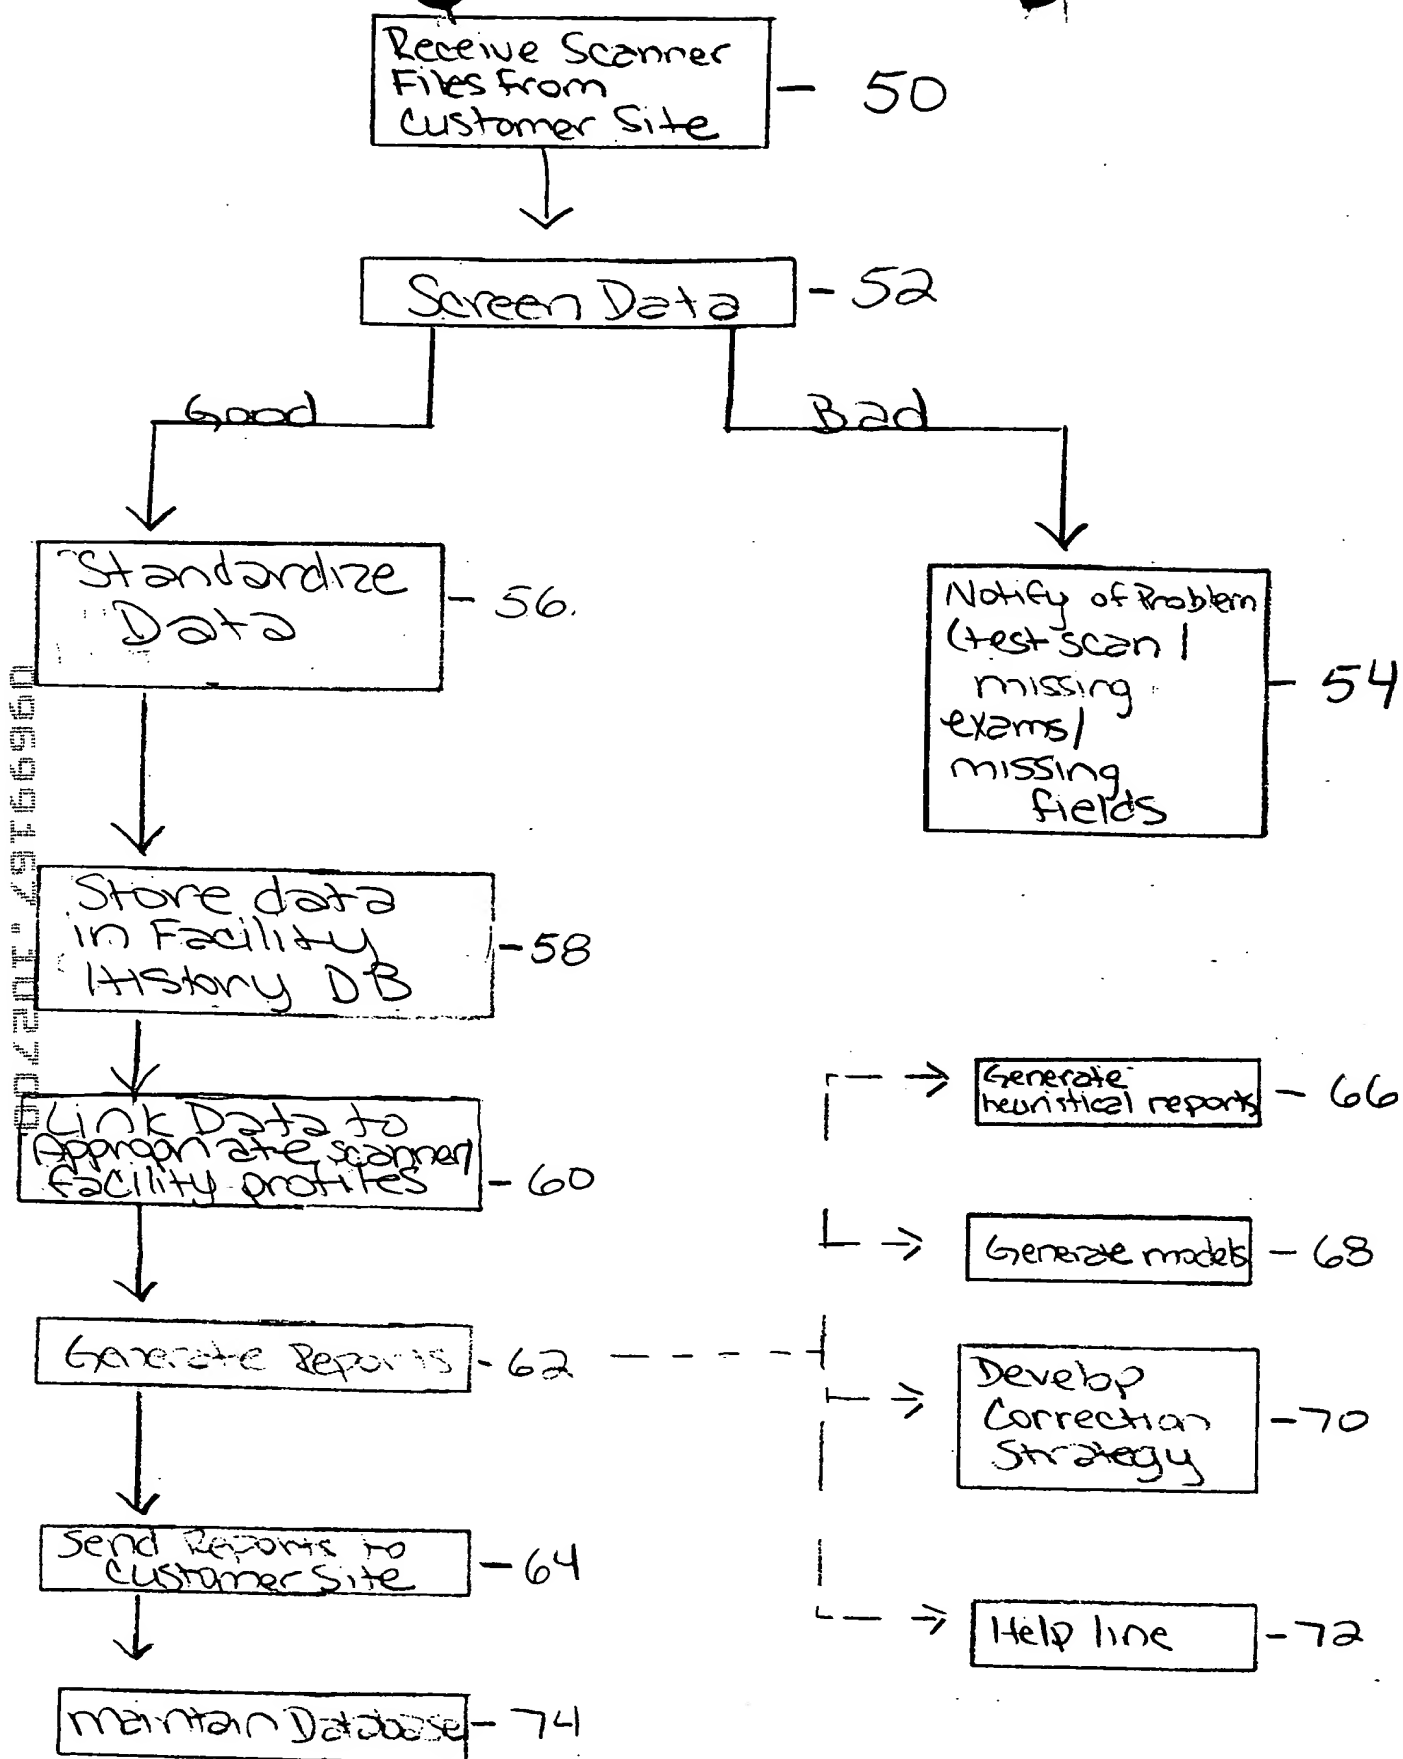 Receive Scanner
Files from
Customer Site
- 50
Screen Data
- 52
Good
Bad
Standardize
Data
- 56.
Notify of Problem
(test scan /
missing
exams/
missing
fields
- 54
Store data
in Facility
History DB
- 58
Link Data to
Appropriate scanner/
facility profiles
- 60
Generate
heuristical reports
- 66
Generate models
- 68
Generate Reports
- 62
Develop
Correction
Strategy
- 70
Send Reports to
Customer Site
- 64
Help line
- 72
maintain Database
- 74